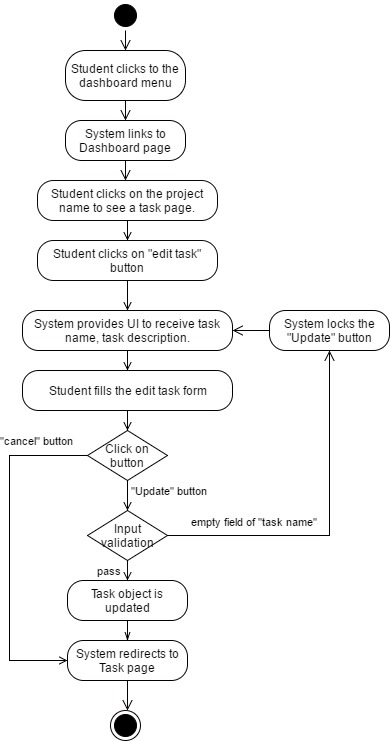 Student clicks to the
dashboard menu
System links to
Dashboard page
Student clicks on the project
name to see a task page.
Student clicks on "edit task"
button
System provides UI to receive task
name, task description.
System locks the
"Update" button
Student fills the edit task form
"cancel" button
Click on
button
"Update" button
Input
validation
empty field of "task name"
pass
Task object is
updated
System redirects to
Task page